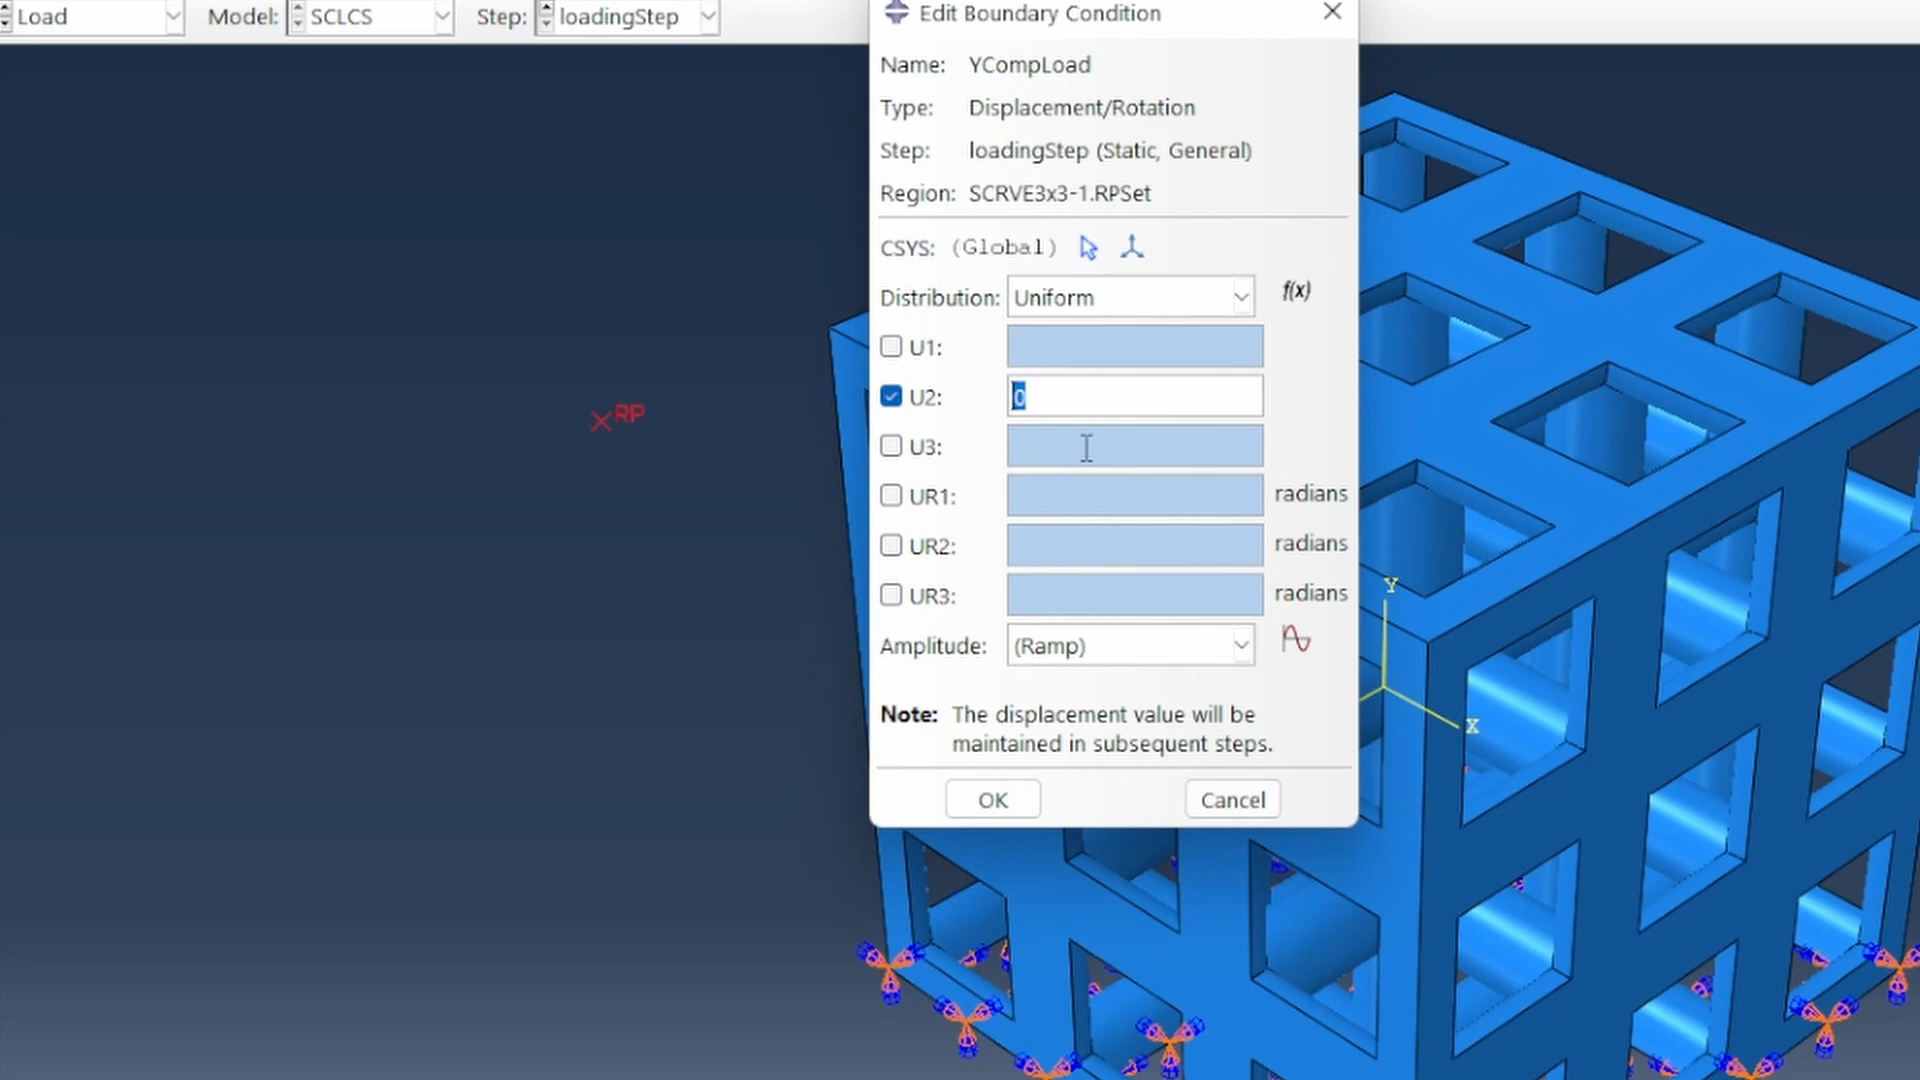 Load Model: SCLCS Step: loadingStep
Edit Boundary Condition
Name: YCompLoad
Type: Displacement/Rotation
Step: loadingStep (Static, General)
Region: SCRVE3x3-1.RPSet
CSYS: (Global)
Distribution: Uniform f(x)
U1:
U2: 0
U3:
UR1: radians
UR2: radians
UR3: radians
Amplitude: (Ramp)
Note: The displacement value will be
maintained in subsequent steps.
OK Cancel
RP
Y
X